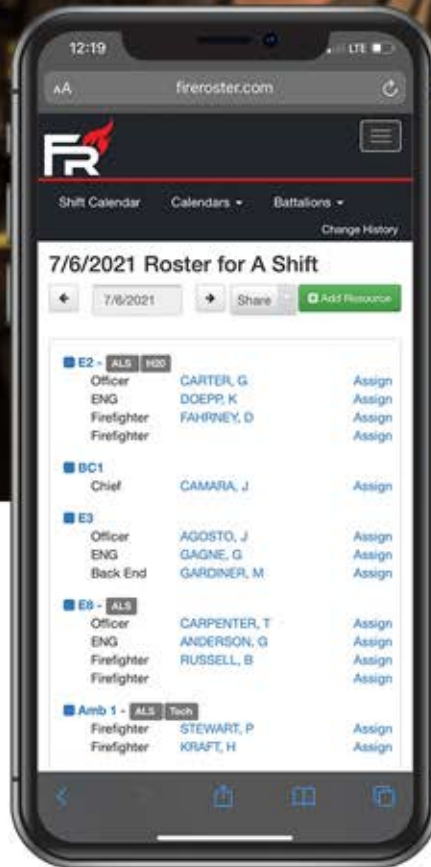 12:19 LTE
AA fireroster.com
FR
Shift Calendar Calendars Battalions
Change History
7/6/2021 Roster for A Shift
7/6/2021 Share Add Resource
E2 - ALS H20
Officer CARTER, G Assign
ENG DOEPP, K Assign
Firefighter FAHRNEY, D Assign
Firefighter Assign
BC1
Chief CAMARA, J Assign
E3
Officer AGOSTO, J Assign
ENG GAGNE, G Assign
Back End GARDINER, M Assign
E8 - ALS
Officer CARPENTER, T Assign
ENG ANDERSON, G Assign
Firefighter RUSSELL, B Assign
Firefighter Assign
Amb 1 - ALS Tech
Firefighter STEWART, P Assign
Firefighter KRAFT, H Assign